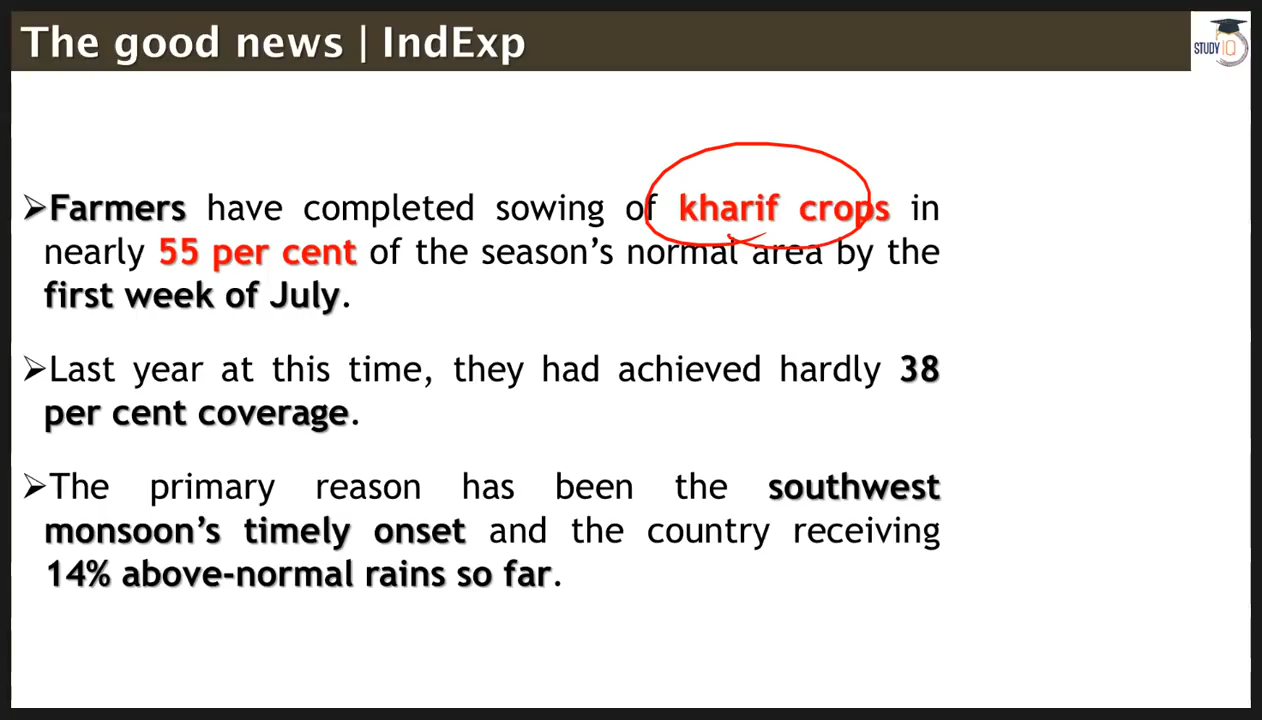 The good news | IndExp
STUDY IQ
➢Farmers have completed sowing of kharif crops in
nearly 55 per cent of the season’s normal area by the
first week of July.
➢Last year at this time, they had achieved hardly 38
per cent coverage.
➢The primary reason has been the southwest
monsoon’s timely onset and the country receiving
14% above-normal rains so far.